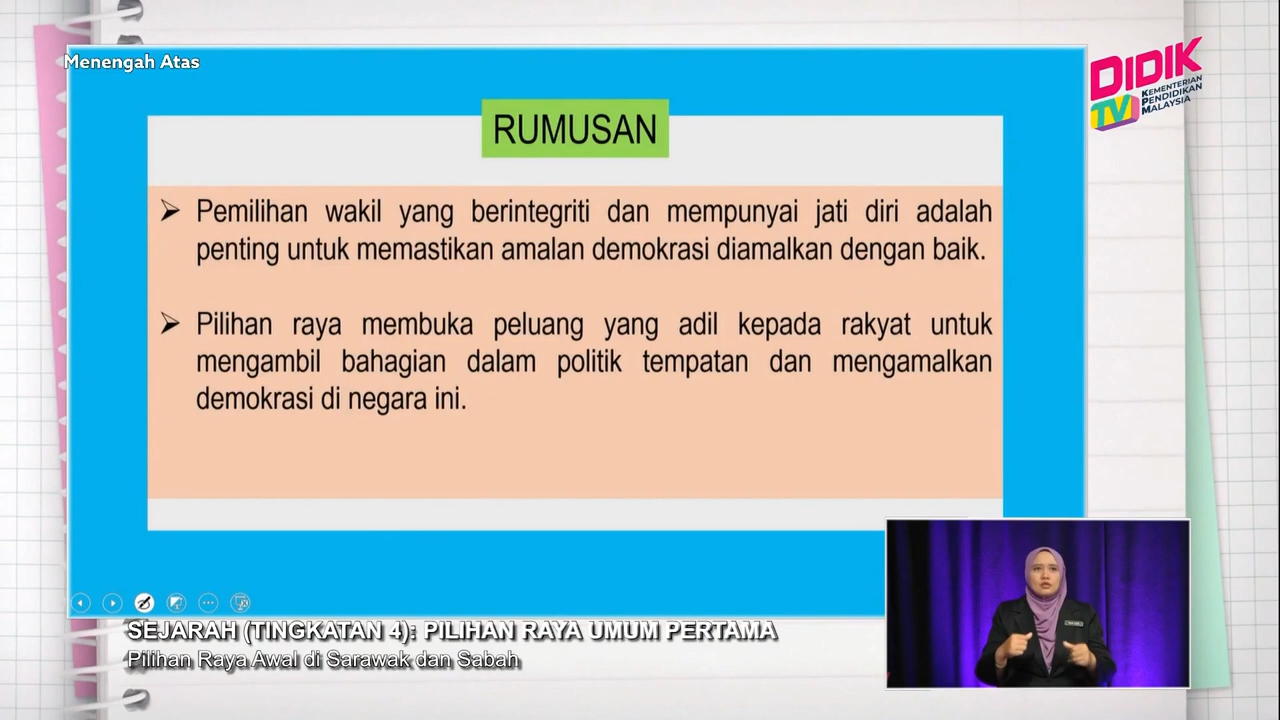 Menengah Atas
DIDIK
TV
KEMENTERIAN
PENDIDIKAN
MALAYSIA
RUMUSAN
Pemilihan wakil yang berintegriti dan mempunyai jati diri adalah
penting untuk memastikan amalan demokrasi diamalkan dengan baik.
Pilihan raya membuka peluang yang adil kepada rakyat untuk
mengambil bahagian dalam politik tempatan dan mengamalkan
demokrasi di negara ini.
SEJARAH (TINGKATAN 4): PILIHAN RAYA UMUM PERTAMA
Pilihan Raya Awal di Sarawak dan Sabah